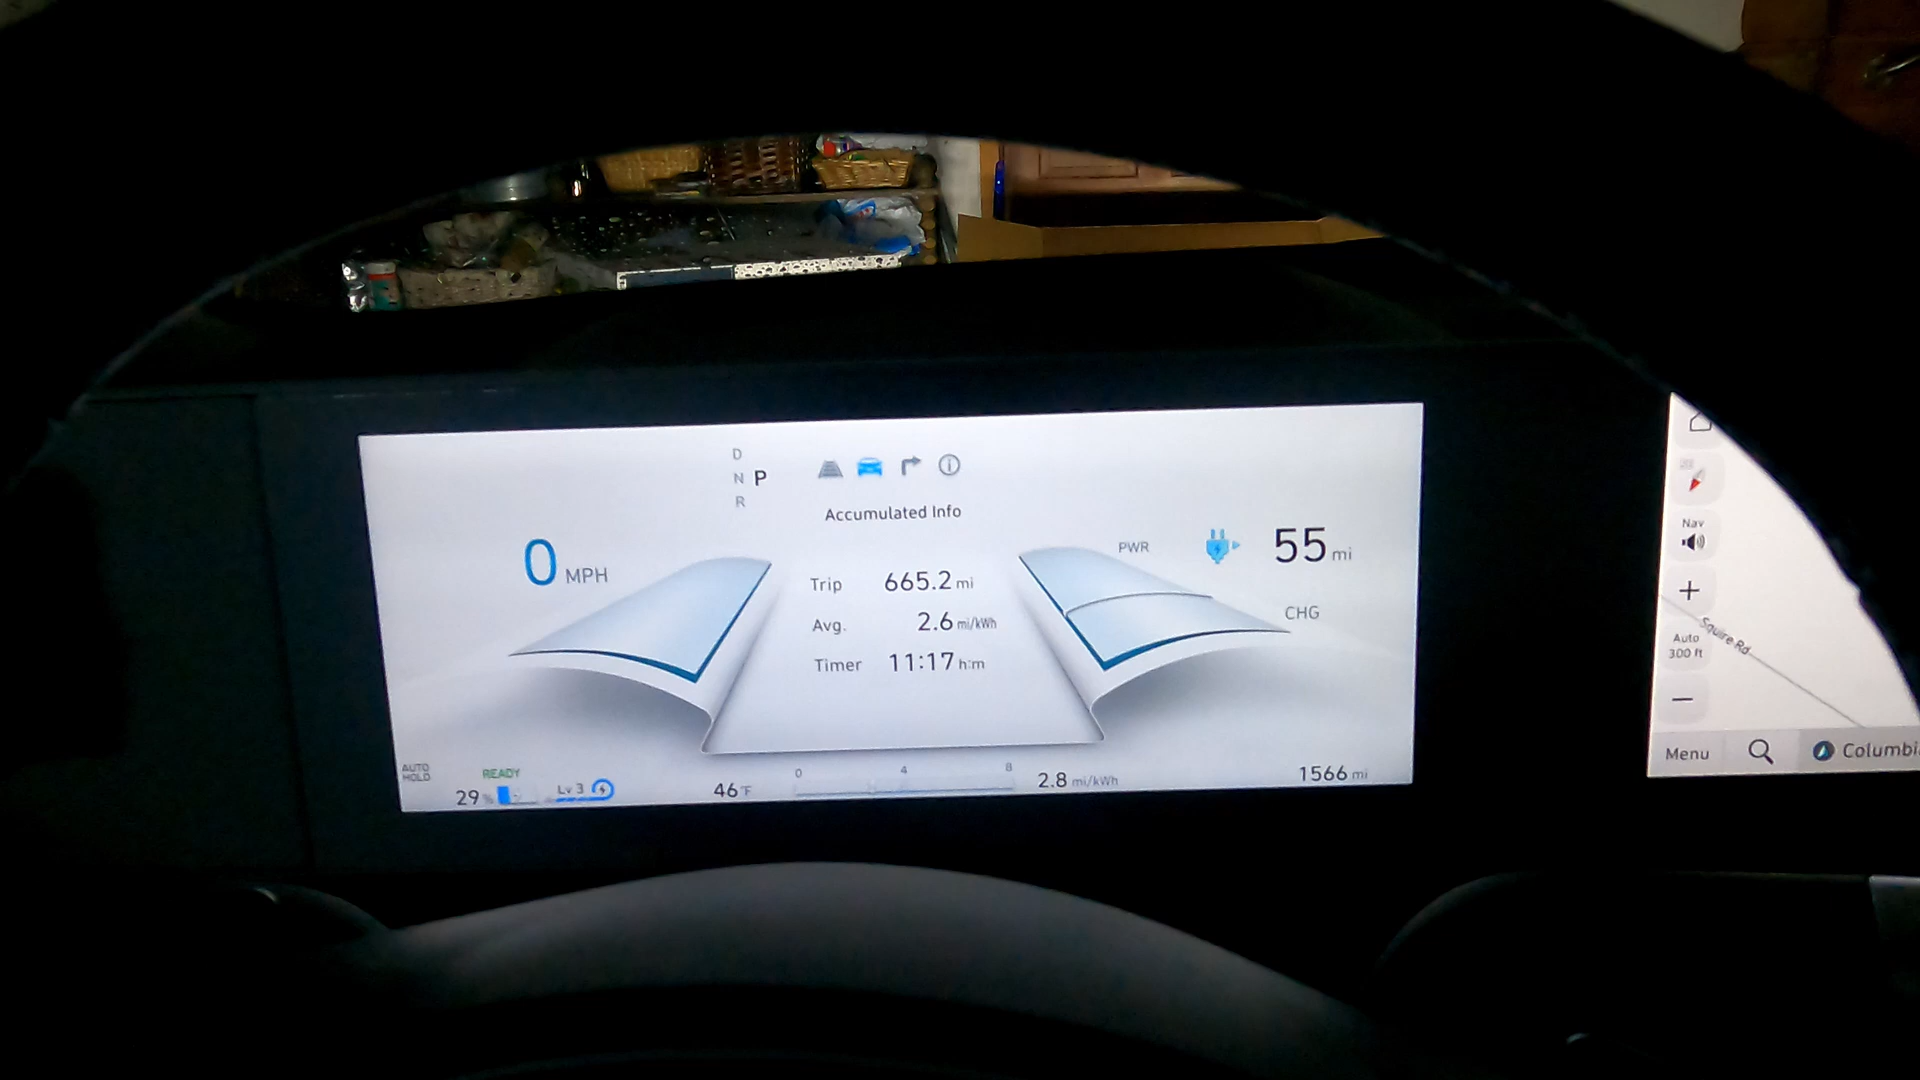 D
N P
R
Accumulated Info
0 MPH
PWR
55 mi
CHG
Trip 665.2 mi
Avg. 2.6 mi/kWh
Timer 11:17 h:m
AUTO HOLD
READY
29 %
Lv 3
46°F
0 4 8
2.8 mi/kWh
1566 mi
Nav
+
Auto
300 ft
−
Squire Rd
Menu
Columbi